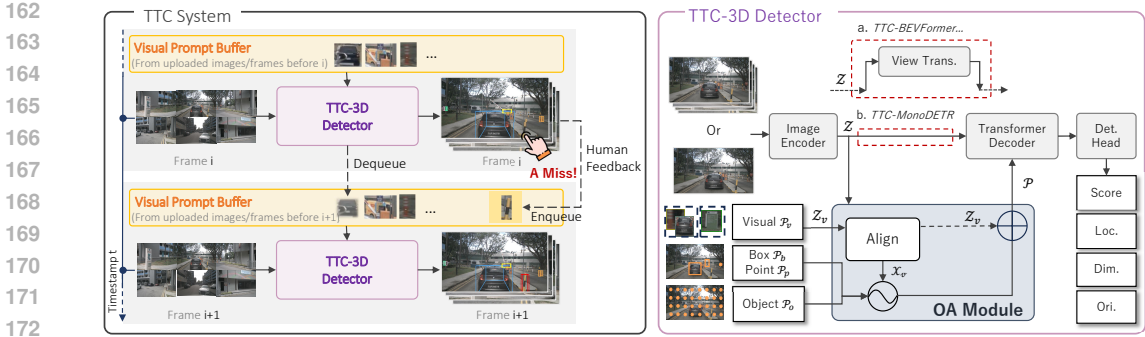 162
163
164
165
166
167
168
169
170
171
172
TTC System
Visual Prompt Buffer
(From uploaded images/frames before i)
...
TTC-3D
Detector
Frame i
Frame i
A Miss!
Human
Feedback
Dequeue
Enqueue
Visual Prompt Buffer
(From uploaded images/frames before i+1)
...
TTC-3D
Detector
Frame i+1
Frame i+1
Timestamp t
TTC-3D Detector
a. TTC-BEVFormer...
View Trans.
Z
Or
Image
Encoder
Z
b. TTC-MonoDETR
Transformer
Decoder
Det.
Head
P
Score
Loc.
Dim.
Ori.
Visual P_v
Z_v
Align
Z_v
Box P_b
Point P_p
X_v
Object P_o
OA Module